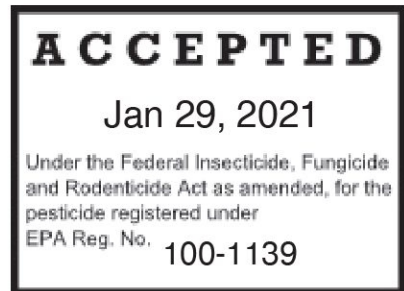 ACCEPTED
Jan 29, 2021
Under the Federal Insecticide, Fungicide
and Rodenticide Act as amended, for the
pesticide registered under
EPA Reg. No. 100-1139